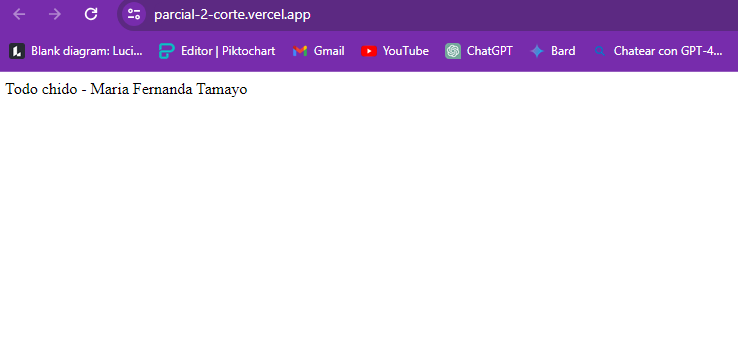 parcial-2-corte.vercel.app
Blank diagram: Luci... Editor | Piktochart Gmail YouTube ChatGPT Bard Chatear con GPT-4...
Todo chido - Maria Fernanda Tamayo